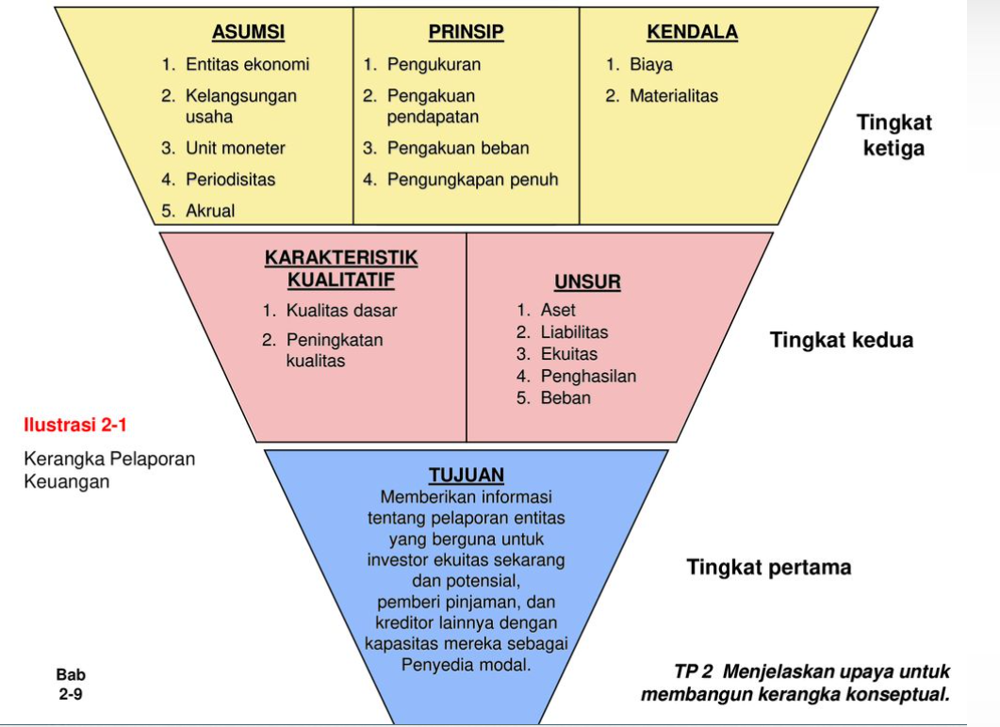 ASUMSI
1. Entitas ekonomi
2. Kelangsungan
usaha
3. Unit moneter
4. Periodisitas
5. Akrual
PRINSIP
1. Pengukuran
2. Pengakuan
pendapatan
3. Pengakuan beban
4. Pengungkapan penuh
KENDALA
1. Biaya
2. Materialitas
Tingkat
ketiga
KARAKTERISTIK
KUALITATIF
1. Kualitas dasar
2. Peningkatan
kualitas
UNSUR
1. Aset
2. Liabilitas
3. Ekuitas
4. Penghasilan
5. Beban
Tingkat kedua
Ilustrasi 2-1
Kerangka Pelaporan
Keuangan
TUJUAN
Memberikan informasi
tentang pelaporan entitas
yang berguna untuk
investor ekuitas sekarang
dan potensial,
pemberi pinjaman, dan
kreditor lainnya dengan
kapasitas mereka sebagai
Penyedia modal.
Tingkat pertama
Bab
2-9
TP 2 Menjelaskan upaya untuk
membangun kerangka konseptual.